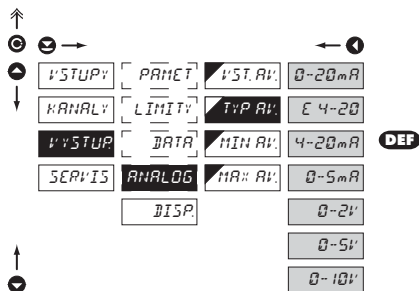 VSTUPY PAMET VST. AV. 0-20mA
KANALY LIMITY TYP AV. E 4-20
VYSTUP. DATA MIN AV. 4-20mA DEF
SERVIS ANALOG MAX AV. 0-5mA
DISP. 0-2V
0-5V
0-10V